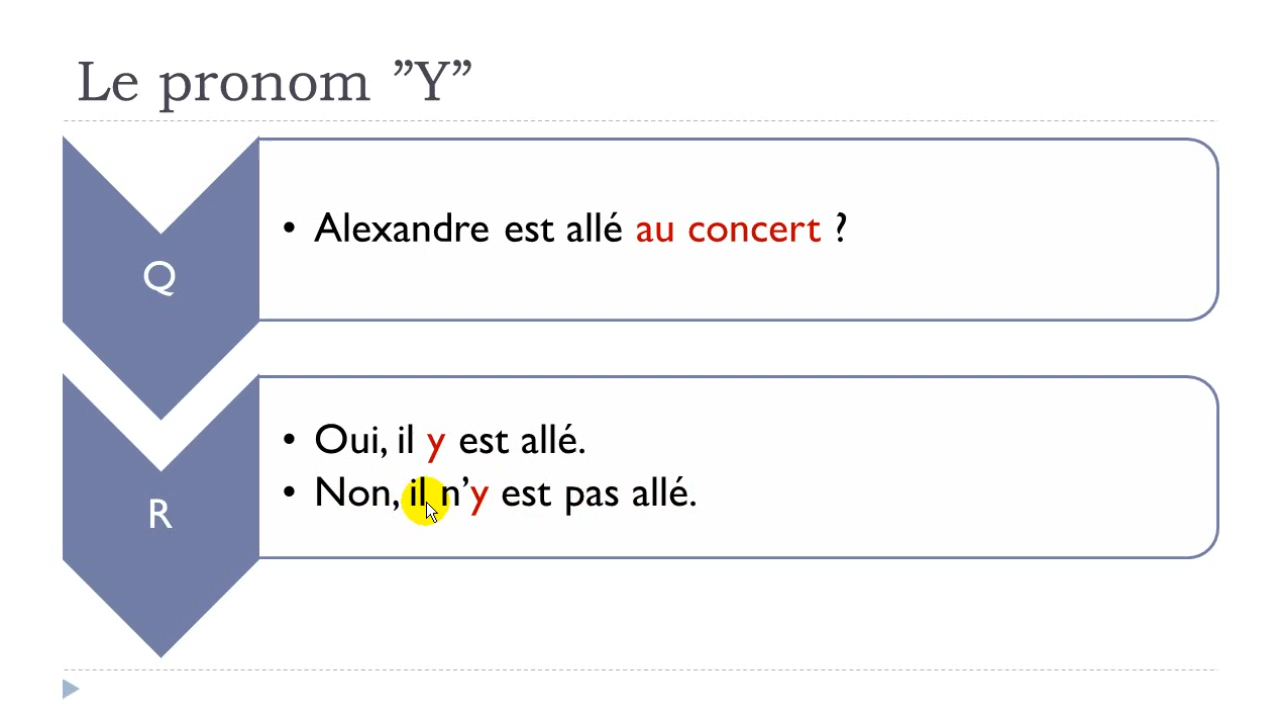 Le pronom ”Y”
Q
• Alexandre est allé au concert ?
R
• Oui, il y est allé.
• Non, il n’y est pas allé.